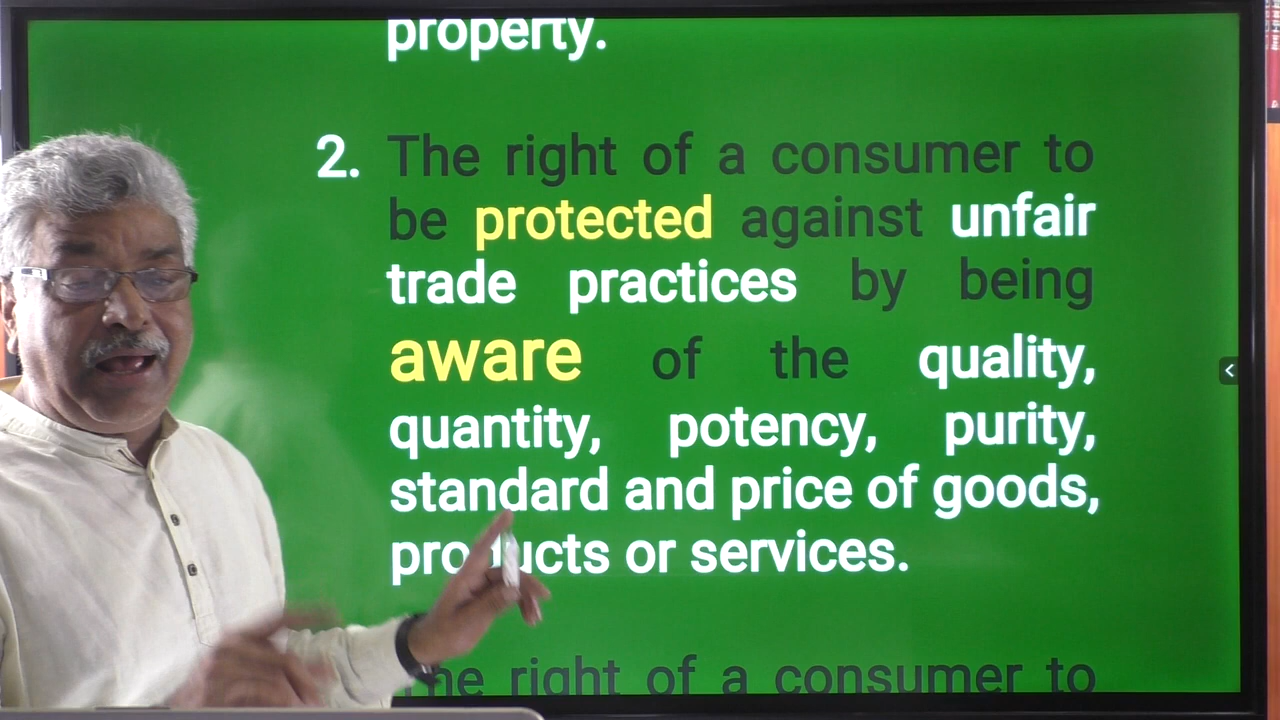 property.
2. The right of a consumer to
be protected against unfair
trade practices by being
aware of the quality,
quantity, potency, purity,
standard and price of goods,
products or services.
The right of a consumer to